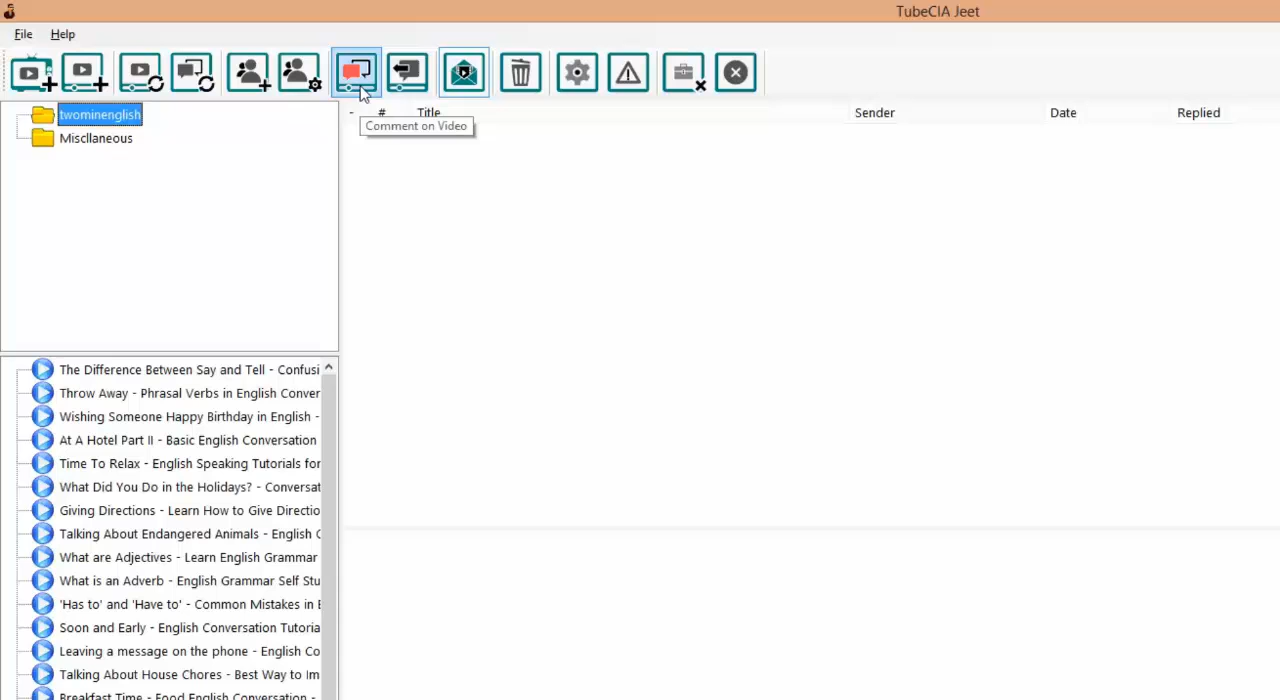 TubeCIA Jeet
File Help
twominenglish
Miscllaneous
- # Title Sender Date Replied
Comment on Video
The Difference Between Say and Tell - Confusi
Throw Away - Phrasal Verbs in English Conver
Wishing Someone Happy Birthday in English -
At A Hotel Part II - Basic English Conversation
Time To Relax - English Speaking Tutorials for
What Did You Do in the Holidays? - Conversat
Giving Directions - Learn How to Give Directio
Talking About Endangered Animals - English C
What are Adjectives - Learn English Grammar
What is an Adverb - English Grammar Self Stu
'Has to' and 'Have to' - Common Mistakes in E
Soon and Early - English Conversation Tutoria
Leaving a message on the phone - English Co
Talking About House Chores - Best Way to Im
Breakfast Time - Food English Conversation -